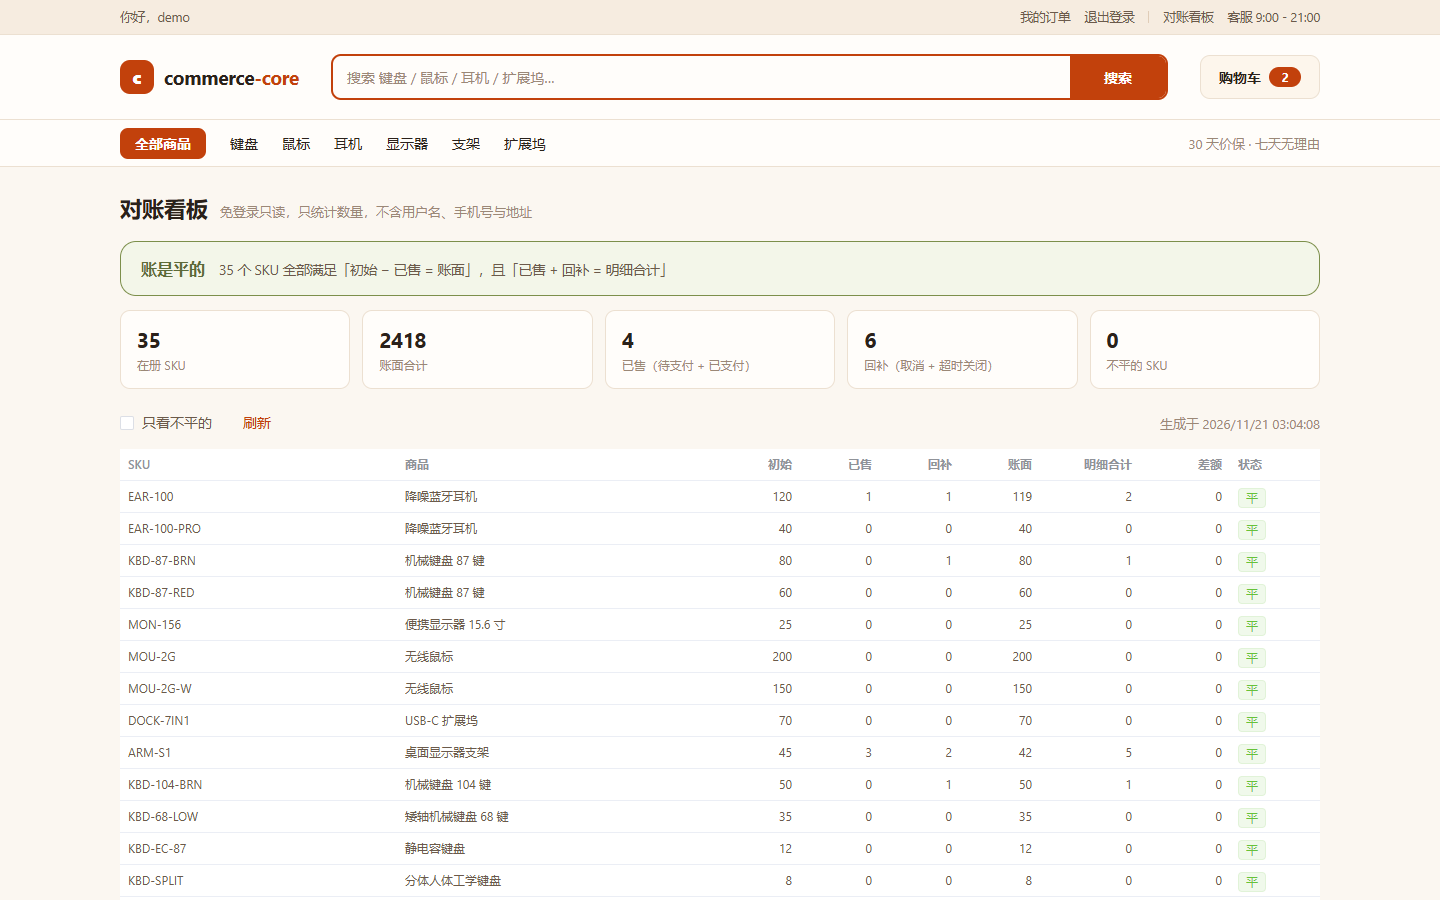 你好，demo 我的订单 退出登录 对账看板 客服 9:00 - 21:00
c commerce-core 搜索 键盘 / 鼠标 / 耳机 / 扩展坞... 搜索 购物车 2
全部商品 键盘 鼠标 耳机 显示器 支架 扩展坞 30 天价保 · 七天无理由
对账看板 免登录只读，只统计数量，不含用户名、手机号与地址
账是平的 35 个 SKU 全部满足「初始 − 已售 = 账面」，且「已售 + 回补 = 明细合计」
35 2418 4 6 0
在册 SKU 账面合计 已售（待支付 + 已支付） 回补（取消 + 超时关闭） 不平的 SKU
只看不平的 刷新 生成于 2026/11/21 03:04:08
SKU 商品 初始 已售 回补 账面 明细合计 差额 状态
EAR-100 降噪蓝牙耳机 120 1 1 119 2 0 平
EAR-100-PRO 降噪蓝牙耳机 40 0 0 40 0 0 平
KBD-87-BRN 机械键盘 87 键 80 0 1 80 1 0 平
KBD-87-RED 机械键盘 87 键 60 0 0 60 0 0 平
MON-156 便携显示器 15.6 寸 25 0 0 25 0 0 平
MOU-2G 无线鼠标 200 0 0 200 0 0 平
MOU-2G-W 无线鼠标 150 0 0 150 0 0 平
DOCK-7IN1 USB-C 扩展坞 70 0 0 70 0 0 平
ARM-S1 桌面显示器支架 45 3 2 42 5 0 平
KBD-104-BRN 机械键盘 104 键 50 0 1 50 1 0 平
KBD-68-LOW 矮轴机械键盘 68 键 35 0 0 35 0 0 平
KBD-EC-87 静电容键盘 12 0 0 12 0 0 平
KBD-SPLIT 分体人体工学键盘 8 0 0 8 0 0 平